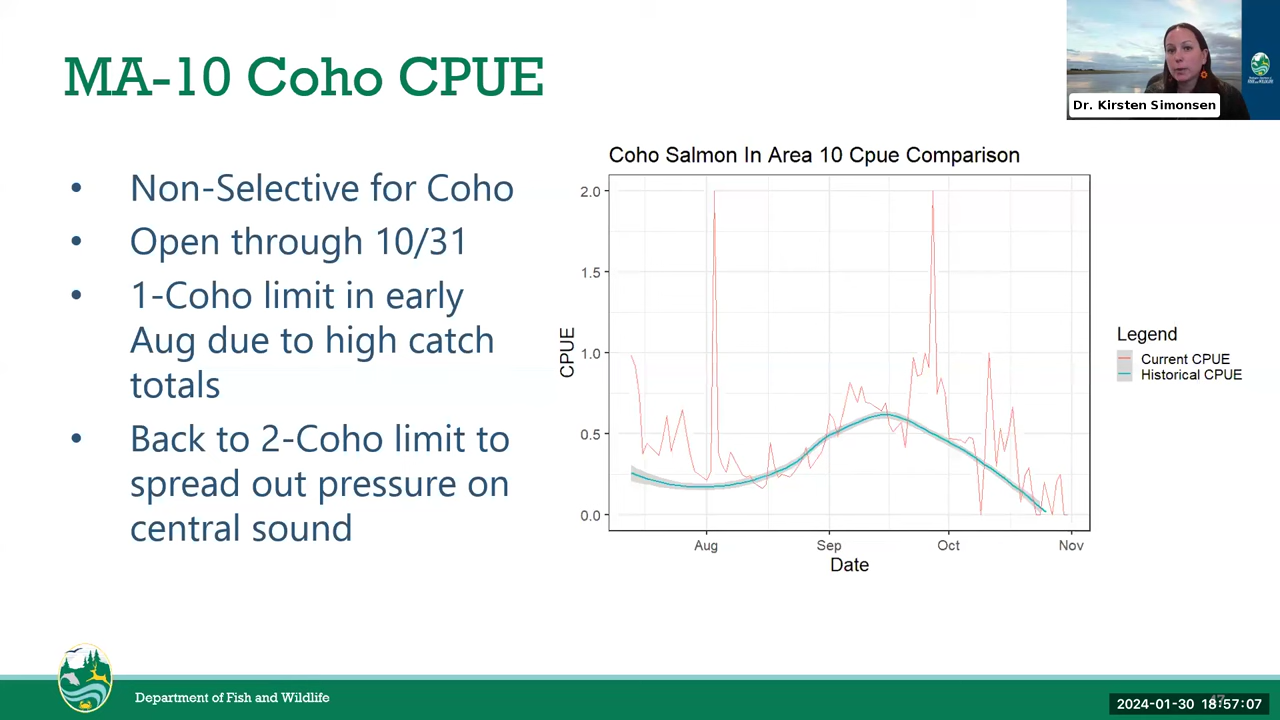 MA-10 Coho CPUE
Dr. Kirsten Simonsen
• Non-Selective for Coho
• Open through 10/31
• 1-Coho limit in early
Aug due to high catch
totals
• Back to 2-Coho limit to
spread out pressure on
central sound
Coho Salmon In Area 10 Cpue Comparison
2.0
1.5
1.0
0.5
0.0
CPUE
Aug Sep Oct Nov
Date
Legend
Current CPUE
Historical CPUE
Department of Fish and Wildlife
2024-01-30 18:57:07